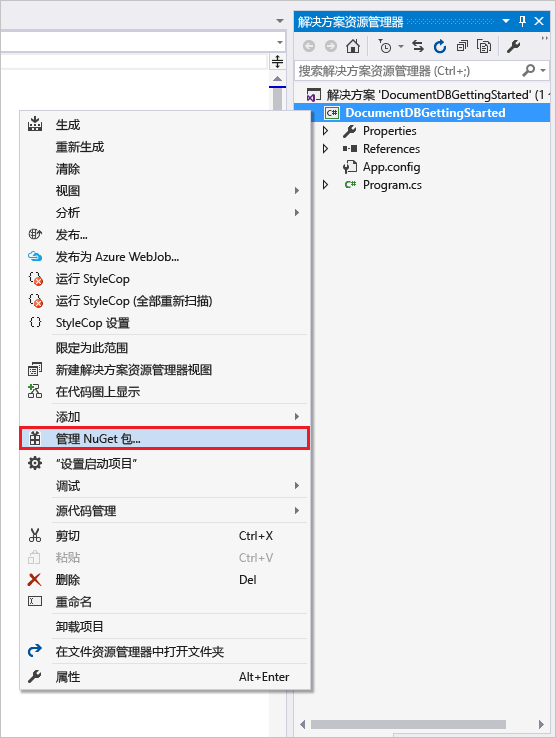 解决方案资源管理器
搜索解决方案资源管理器 (Ctrl+;)
解决方案 'DocumentDBGettingStarted' (1 个
C# DocumentDBGettingStarted
Properties
References
App.config
C# Program.cs
生成
重新生成
清除
视图
分析
发布...
发布为 Azure WebJob...
运行 StyleCop
运行 StyleCop (全部重新扫描)
StyleCop 设置
限定为此范围
新建解决方案资源管理器视图
在代码图上显示
添加
管理 NuGet 包...
“设置启动项目”
调试
源代码管理
剪切 Ctrl+X
粘贴 Ctrl+V
删除 Del
重命名
卸载项目
在文件资源管理器中打开文件夹
属性 Alt+Enter